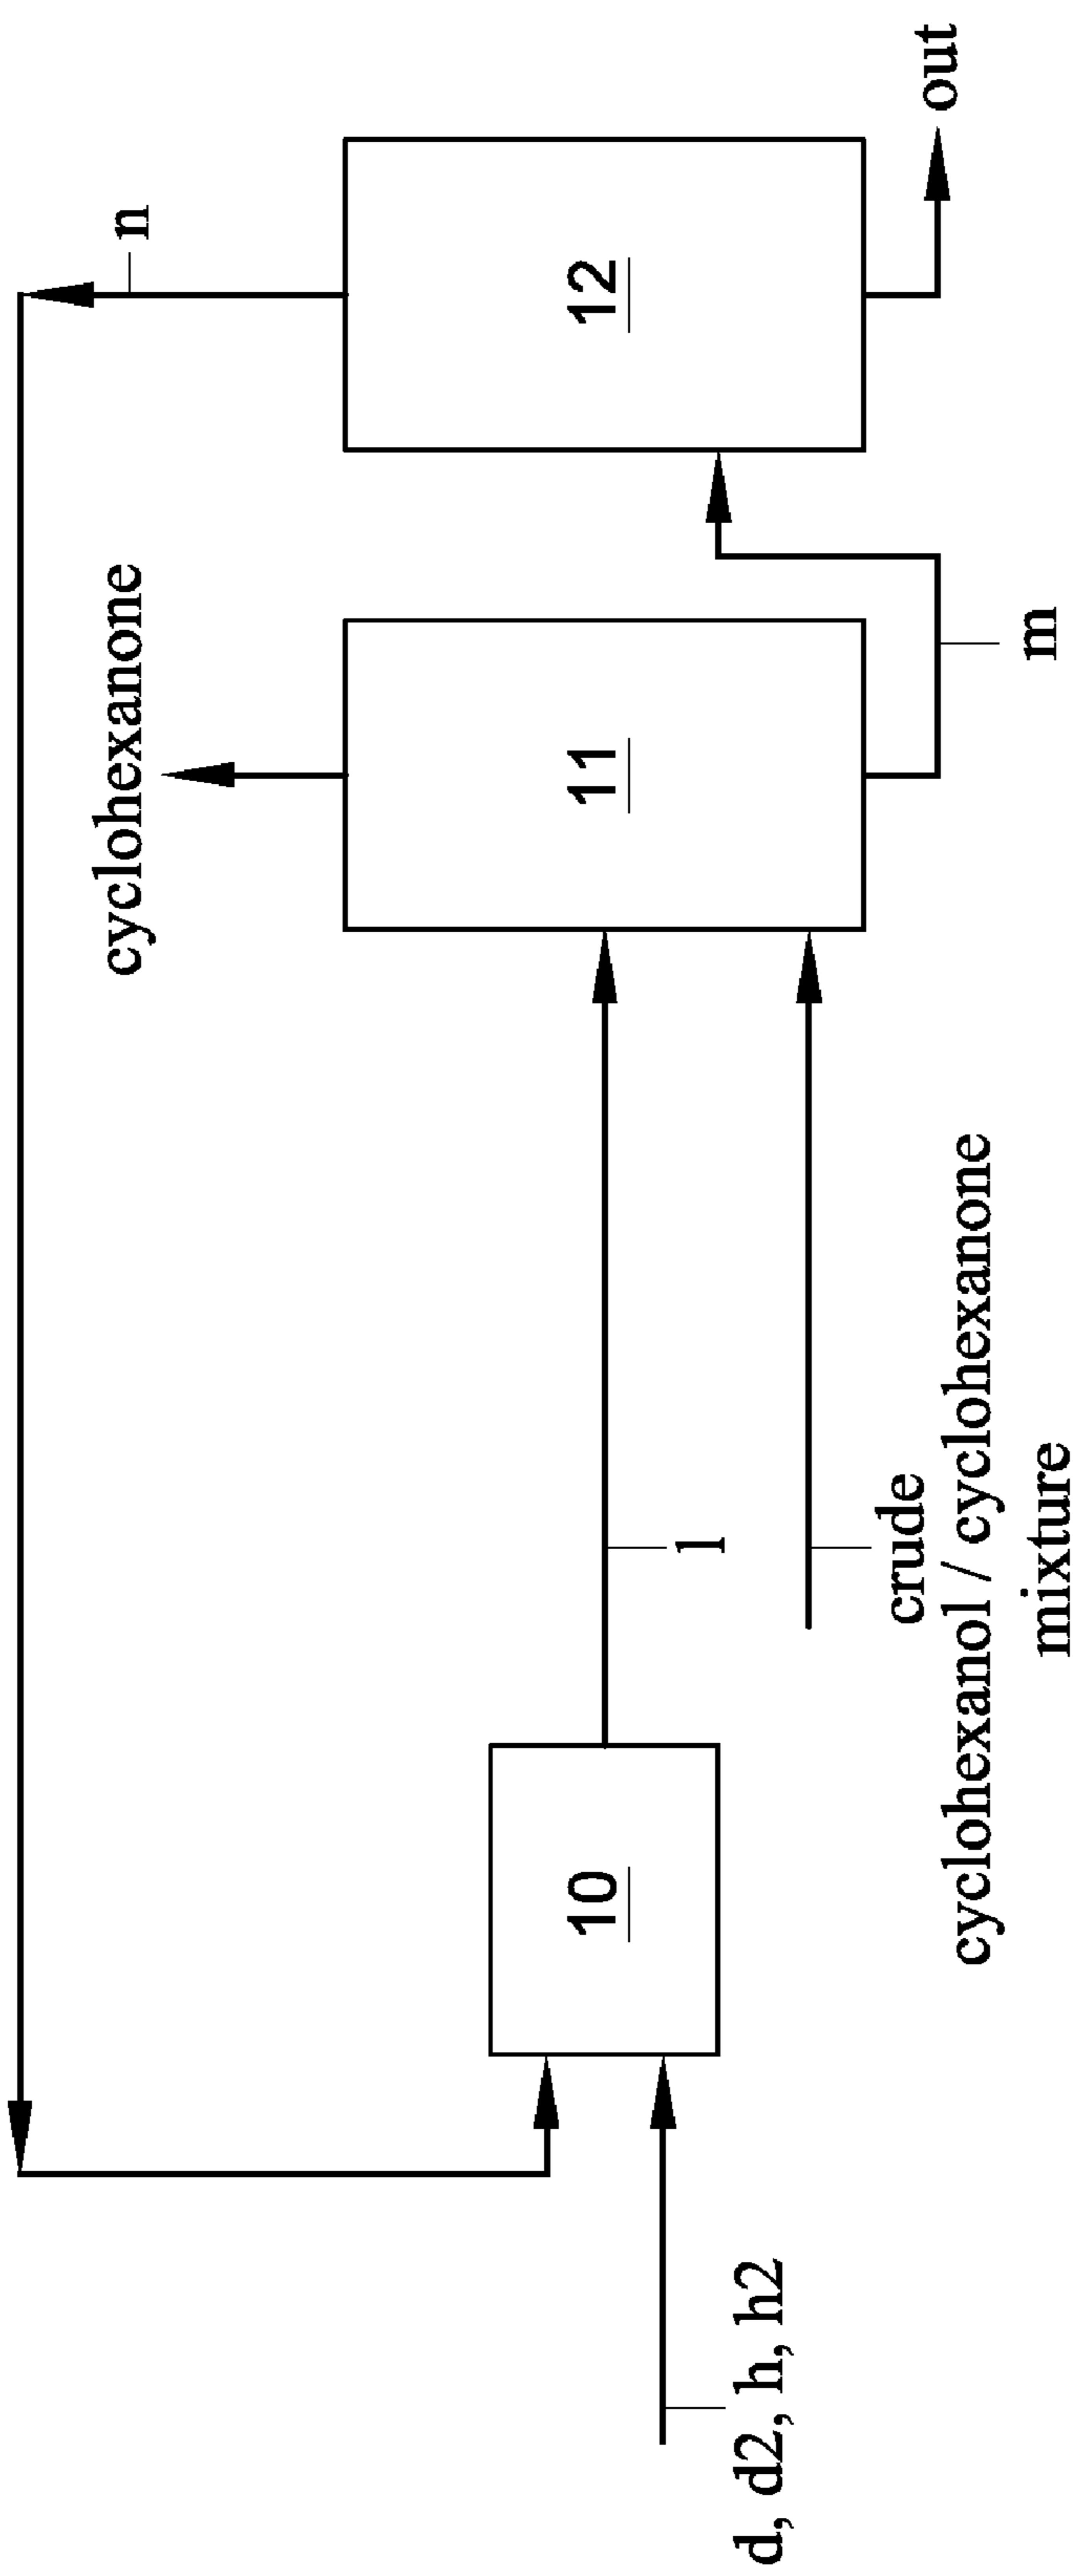 n
cyclohexanone
out
12
11
10
m
l
crude
cyclohexanol / cyclohexanone
mixture
d, d2, h, h2